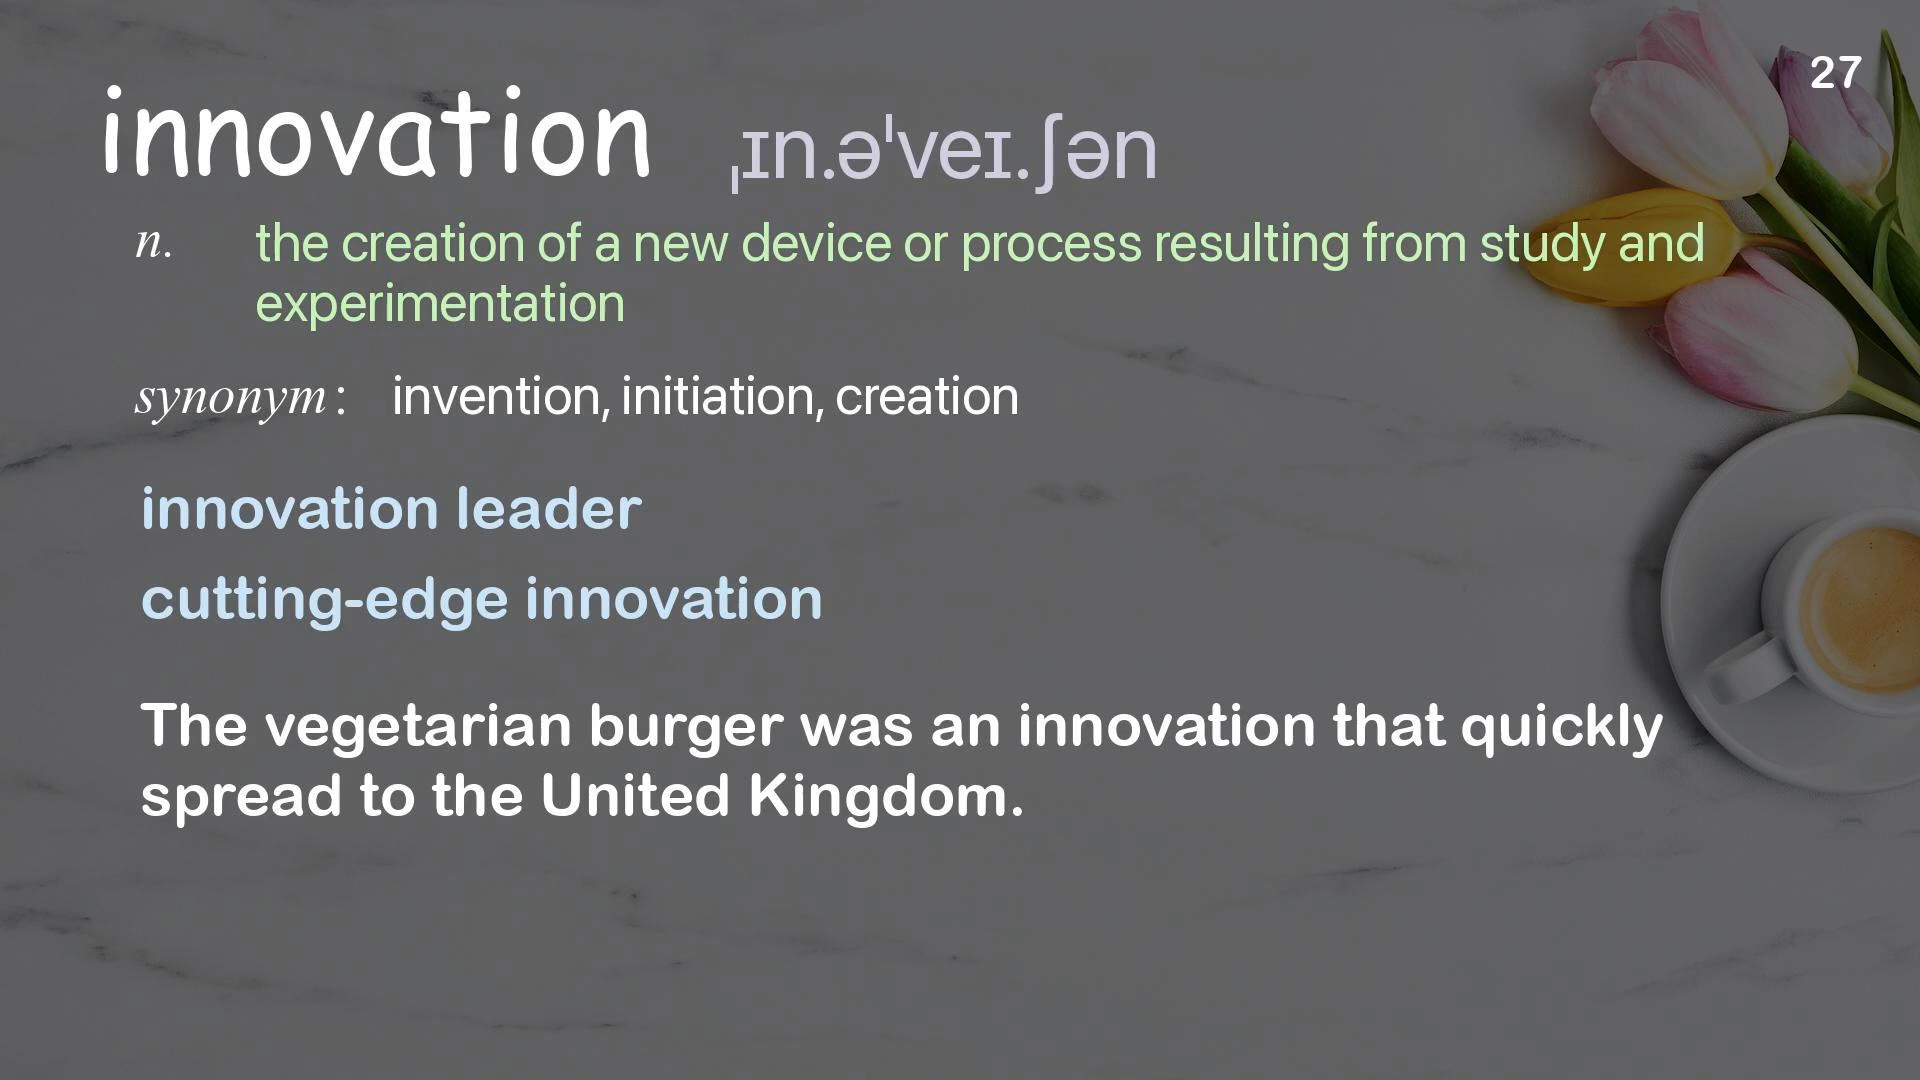 27
innovation ˌɪn.əˈveɪ.ʃən
n. the creation of a new device or process resulting from study and
experimentation
synonym : invention, initiation, creation
innovation leader
cutting-edge innovation
The vegetarian burger was an innovation that quickly
spread to the United Kingdom.